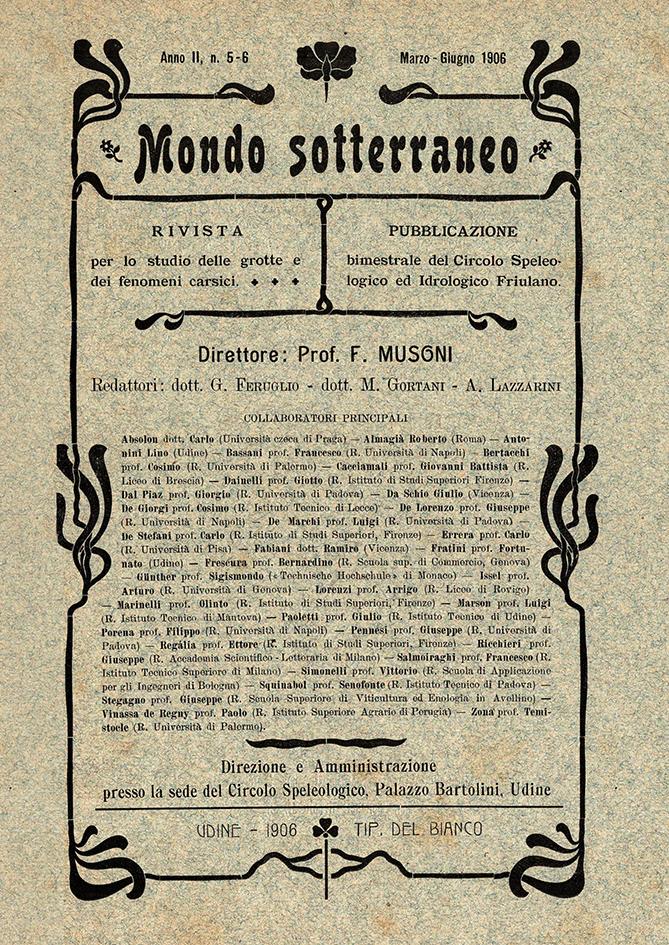 Anno II, n. 5-6
Marzo - Giugno 1906
Mondo sotterraneo
RIVISTA
per lo studio delle grotte e
dei fenomeni carsici.
PUBBLICAZIONE
bimestrale del Circolo Speleo-
logico ed Idrologico Friulano.
Direttore: Prof. F. MUSONI
Redattori: dott. G. FERUGLIO - dott. M. GORTANI - A. LAZZARINI
COLLABORATORI PRINCIPALI
Absolon dott. Carlo (Università czeca di Praga) — Almagià Roberto (Roma) — Anto-
nini Lino (Udine) — Bassani prof. Francesco (R. Università di Napoli) — Bertacchi
prof. Cosimo (R. Università di Palermo) — Cacciamali prof. Giovanni Battista (R.
Liceo di Brescia) — Dainelli prof. Giotto (R. Istituto di Studi Superiori Firenze) —
Dal Piaz prof. Giorgio (R. Università di Padova) — Da Schio Giulio (Vicenza) —
De Giorgi prof. Cosimo (R. Istituto Tecnico di Lecce) — De Lorenzo prof. Giuseppe
(R. Università di Napoli) — De Marchi prof. Luigi (R. Università di Padova) —
De Stefani prof. Carlo (R. Istituto di Studi Superiori, Firenze) — Errera prof. Carlo
(R. Università di Pisa) — Fabiani dott. Ramiro (Vicenza) — Fratini prof. Fortu-
nato (Udine) — Frescura prof. Bernardino (R. Scuola sup. di Commercio, Genova)
— Günther prof. Sigismondo (« Technische Hochschule » di Monaco) — Issel prof.
Arturo (R. Università di Genova) — Lorenzi prof. Arrigo (R. Liceo di Rovigo)
— Marinelli prof. Olinto (R. Istituto di Studi Superiori, Firenze) — Marson prof. Luigi
(R. Istituto Tecnico di Mantova) — Paoletti prof. Giulio (R. Istituto Tecnico di Udine) —
Porena prof. Filippo (R. Università di Napoli) — Pennesi prof. Giuseppe (R. Università di
Padova) — Regàlia prof. Ettore (R. Istituto di Studi Superiori, Firenze) — Ricchieri prof.
Giuseppe (R. Accademia Scientifico - Letteraria di Milano) — Salmoiraghi prof. Francesco (R.
Istituto Tecnico Superiore di Milano) — Simonelli prof. Vittorio (R. Scuola di Applicazione
per gli Ingegneri di Bologna) — Squinabol prof. Senofonte (R. Istituto Tecnico di Padova) —
Stegagno prof. Giuseppe (R. Scuola Superiore di Viticultura ed Enologia in Avellino) —
Vinassa de Regny prof. Paolo (R. Istituto Superiore Agrario di Perugia) — Zona prof. Temi-
stocle (R. Università di Palermo).
Direzione e Amministrazione
presso la sede del Circolo Speleologico, Palazzo Bartolini, Udine
UDINE - 1906 TIP. DEL BIANCO